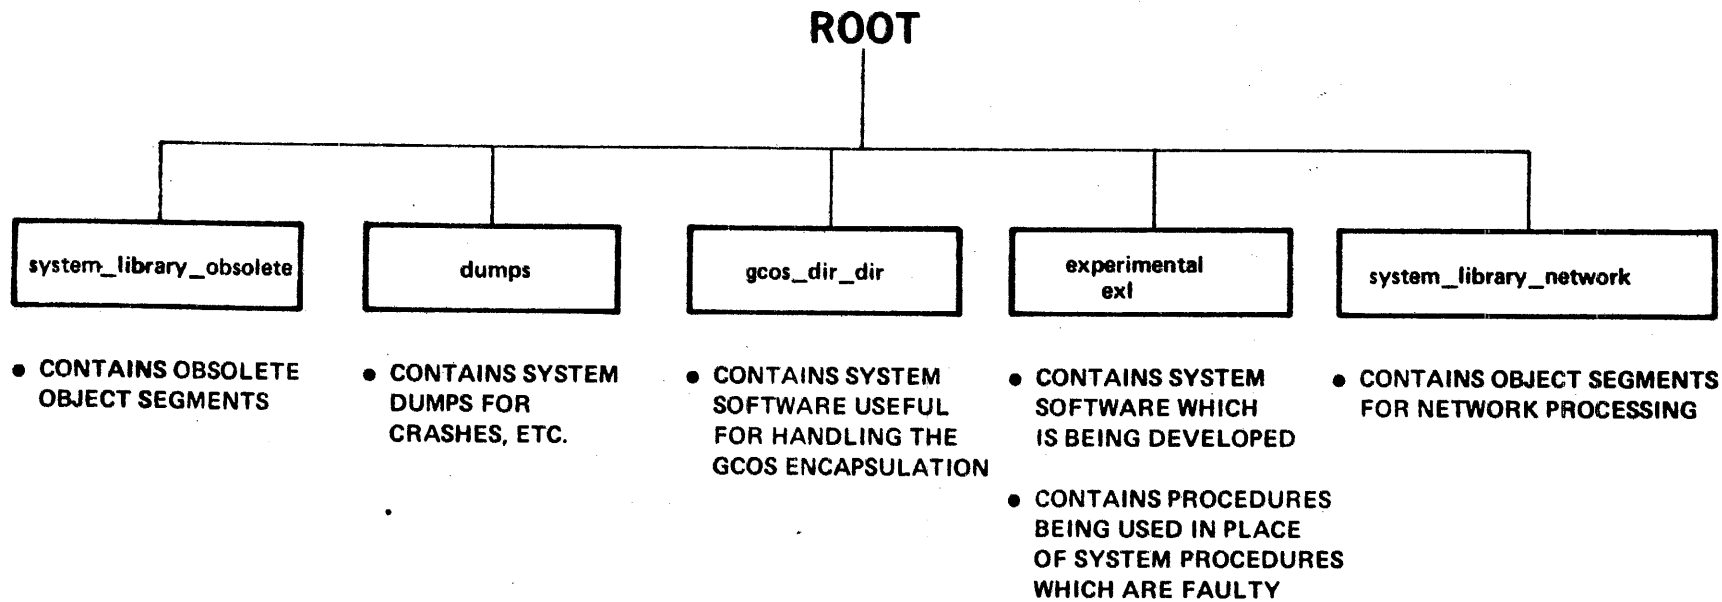 ROOT
system_library_obsolete
dumps
gcos_dir_dir
experimental
exl
system_library_network
● CONTAINS OBSOLETE
OBJECT SEGMENTS
● CONTAINS SYSTEM
DUMPS FOR
CRASHES, ETC.
● CONTAINS SYSTEM
SOFTWARE USEFUL
FOR HANDLING THE
GCOS ENCAPSULATION
● CONTAINS SYSTEM
SOFTWARE WHICH
IS BEING DEVELOPED
● CONTAINS PROCEDURES
BEING USED IN PLACE
OF SYSTEM PROCEDURES
WHICH ARE FAULTY
● CONTAINS OBJECT SEGMENTS
FOR NETWORK PROCESSING